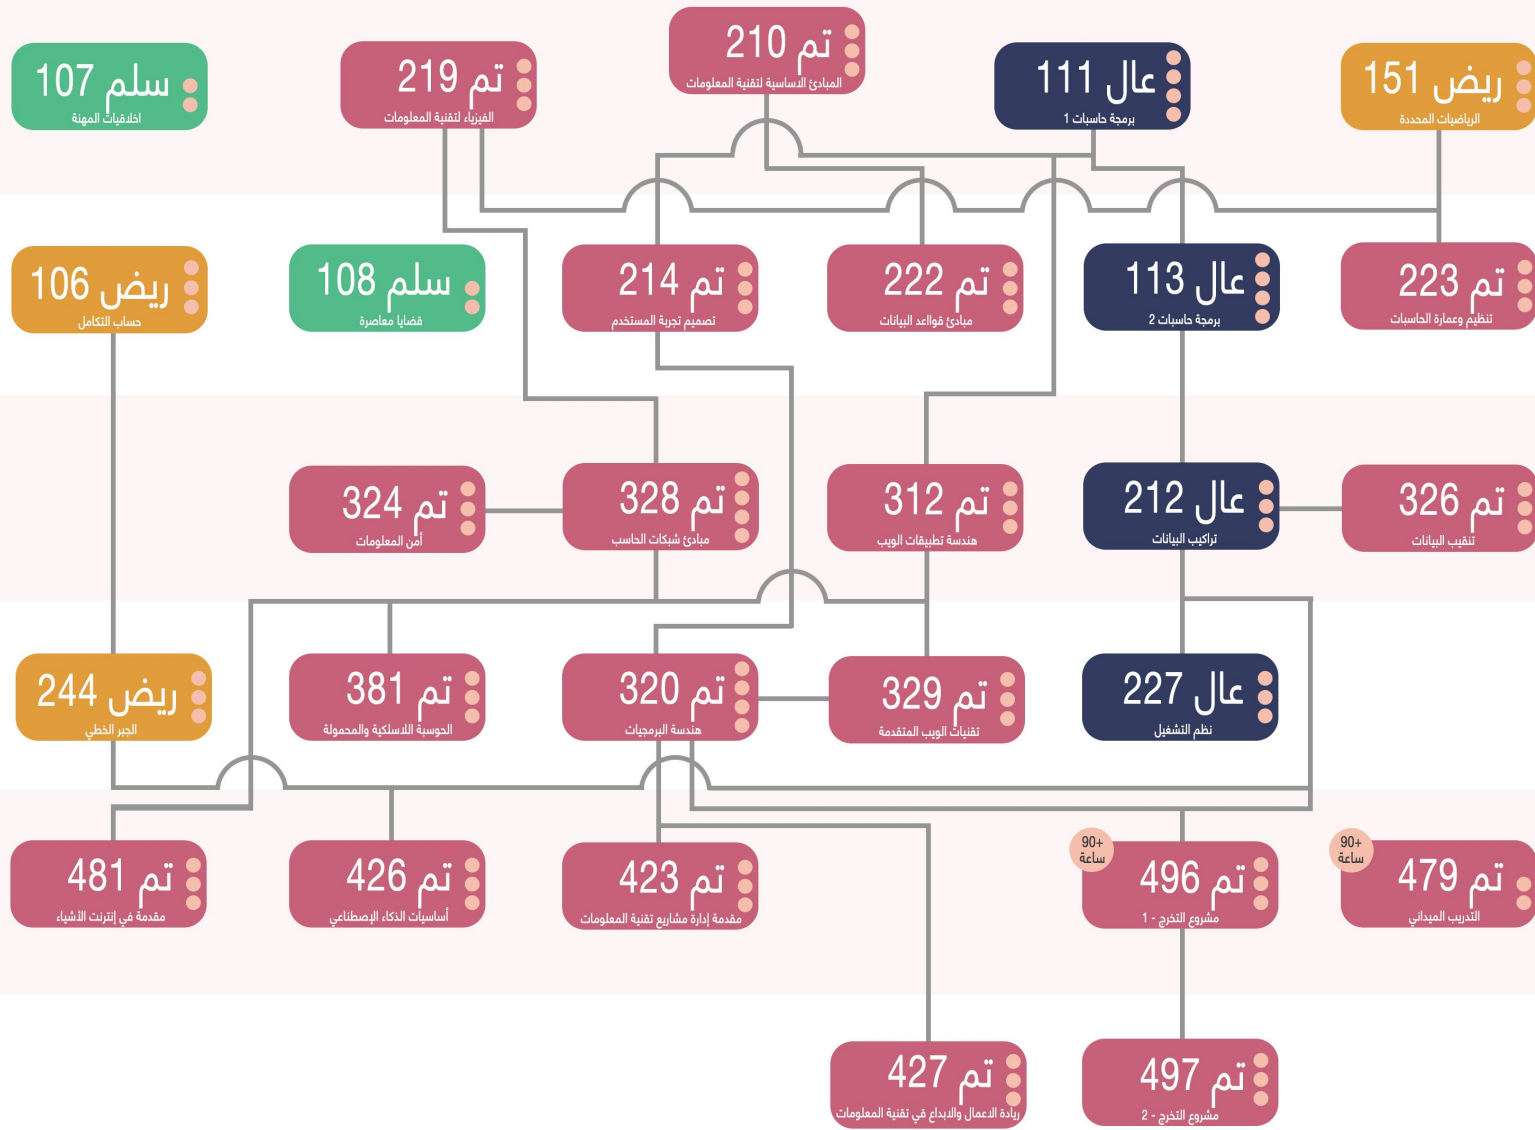 تم 210
المبادئ الاساسية لتقنية المعلومات
ريض 151
الرياضيات المحددة
عال 111
برمجة حاسبات 1
تم 219
الفيزياء لتقنية المعلومات
سلم 107
اخلاقيات المهنة
تم 223
تنظيم وعمارة الحاسبات
عال 113
برمجة حاسبات 2
تم 222
مبادئ قوااعد البيانات
تم 214
تصميم تجربة المستخدم
سلم 108
قضايا معاصرة
ريض 106
حساب التكامل
تم 326
تنقيب البيانات
عال 212
تراكيب البيانات
تم 312
هندسة تطبيقات الويب
تم 328
مبادئ شبكات الحاسب
تم 324
أمن المعلومات
عال 227
نظم التشغيل
تم 329
تقنيات الويب المتقدمة
تم 320
هندسة البرمجيات
تم 381
الحوسبة اللاسلكية والمحمولة
ريض 244
الجبر الخطي
+90
ساعة
تم 479
التدريب الميداني
+90
ساعة
تم 496
مشروع التخرج - 1
تم 423
مقدمة إدارة مشاريع تقنية المعلومات
تم 426
أساسيات الذكاء الإصطناعي
تم 481
مقدمة في إنترنت الأشياء
تم 497
مشروع التخرج - 2
تم 427
ريادة الاعمال والابداع في تقنية المعلومات